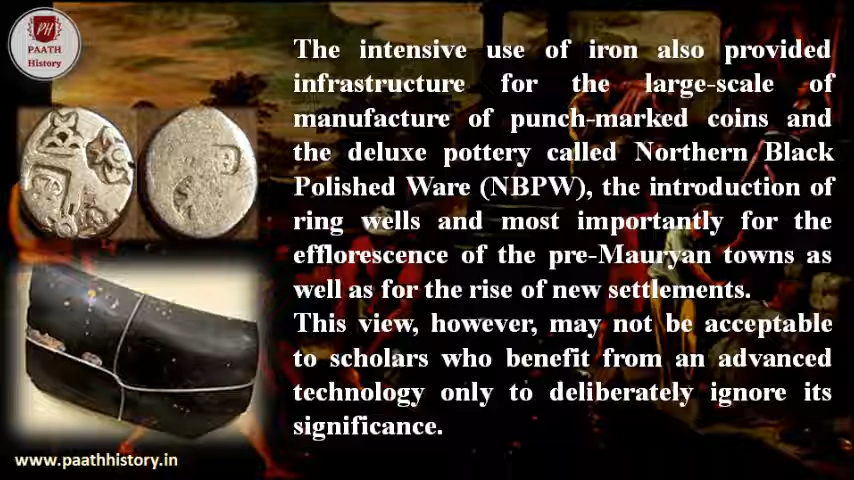 PH
PAATH
History
The intensive use of iron also provided
infrastructure for the large-scale of
manufacture of punch-marked coins and
the deluxe pottery called Northern Black
Polished Ware (NBPW), the introduction of
ring wells and most importantly for the
efflorescence of the pre-Mauryan towns as
well as for the rise of new settlements.
This view, however, may not be acceptable
to scholars who benefit from an advanced
technology only to deliberately ignore its
significance.
www.paathhistory.in